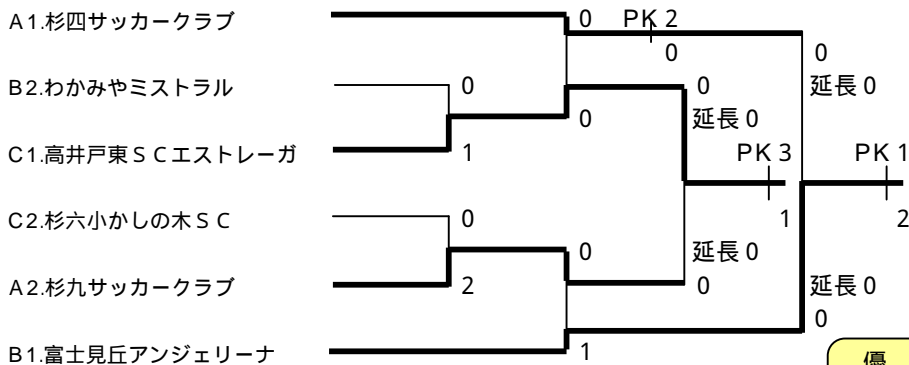 A1.杉四サッカークラブ
0
PK 2
0
0
延長 0
B2.わかみやミストラル
0
0
延長 0
0
C1.高井戸東ＳＣエストレーガ
1
PK 3
1
PK 1
2
C2.杉六小かしの木ＳＣ
0
0
延長 0
0
A2.杉九サッカークラブ
2
延長 0
0
B1.富士見丘アンジェリーナ
1
優